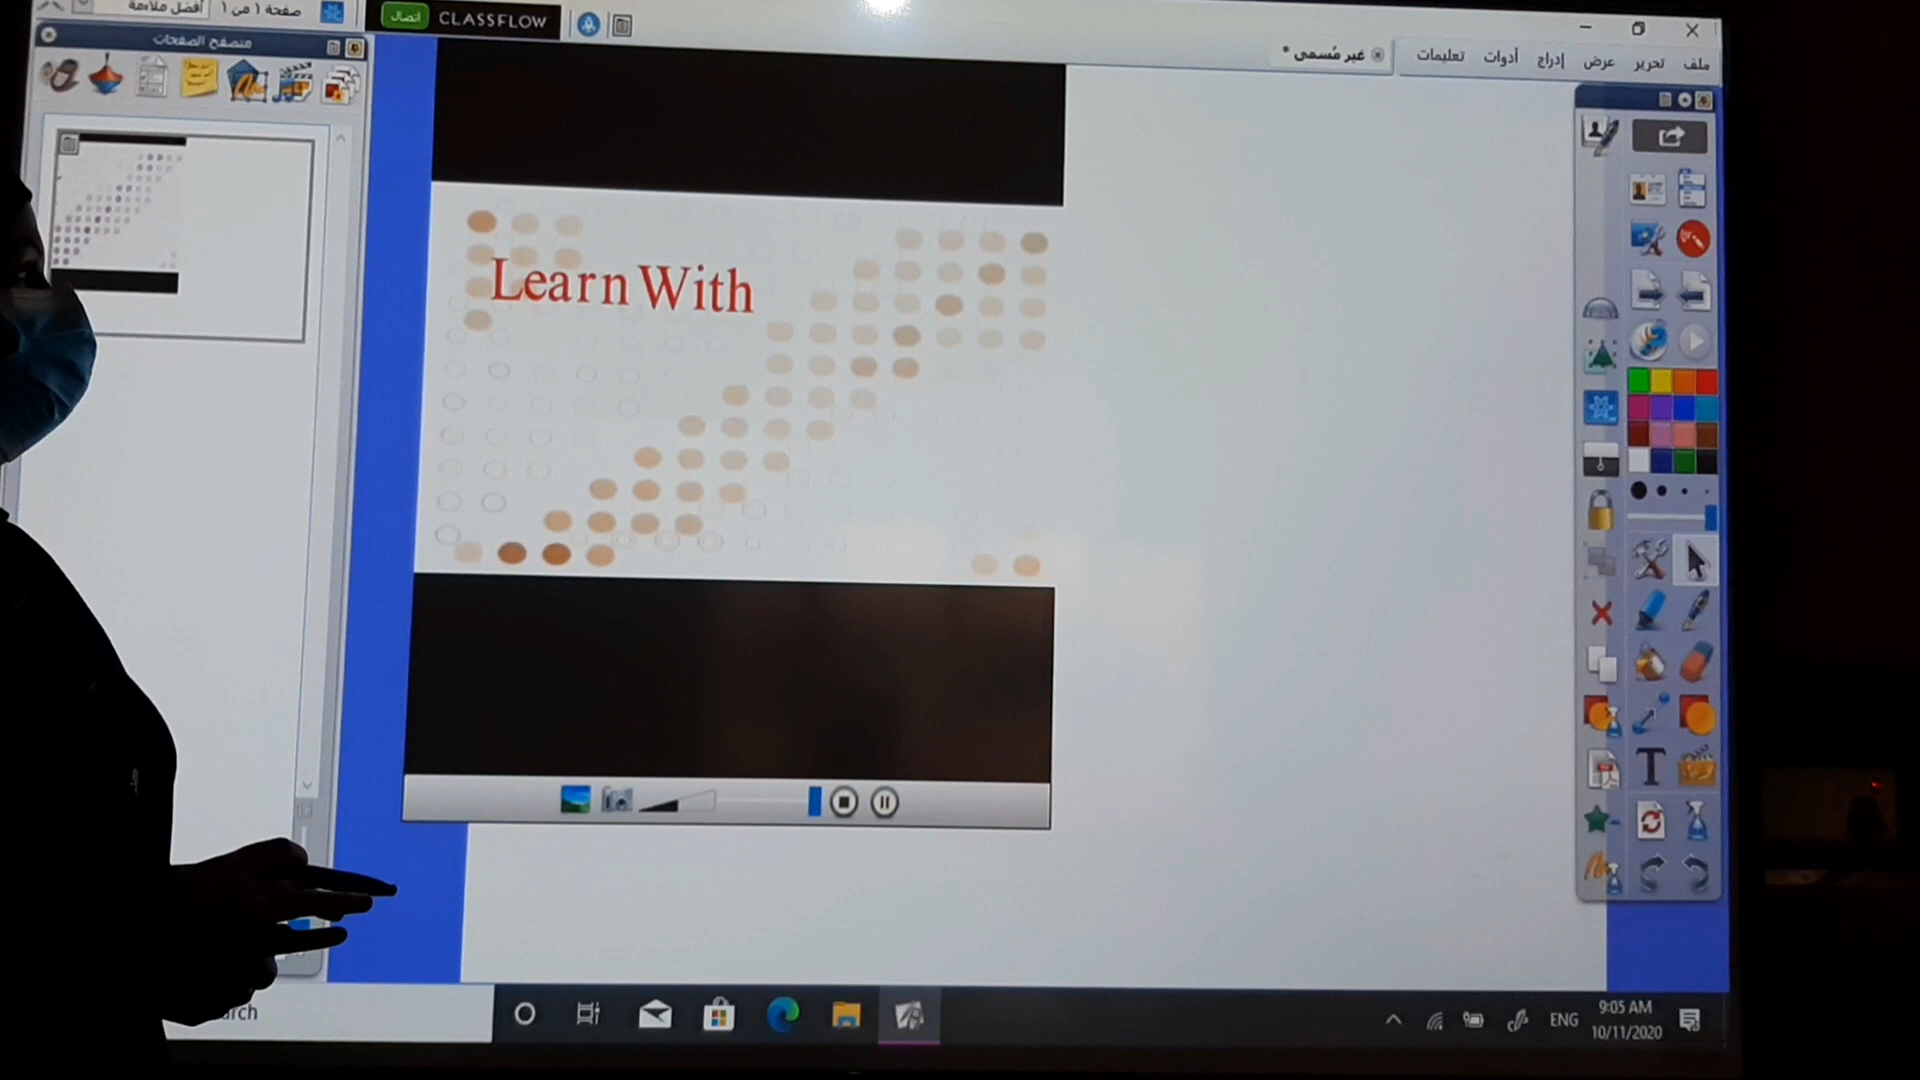 صفحة ١ من ١
أفضل ملاءمة
اتصال
CLASSFLOW
متصفح الصفحات
غير مُسمى *
ملف تحرير عرض إدراج أدوات تعليمات
Learn With
T
ENG
9:05 AM
10/11/2020